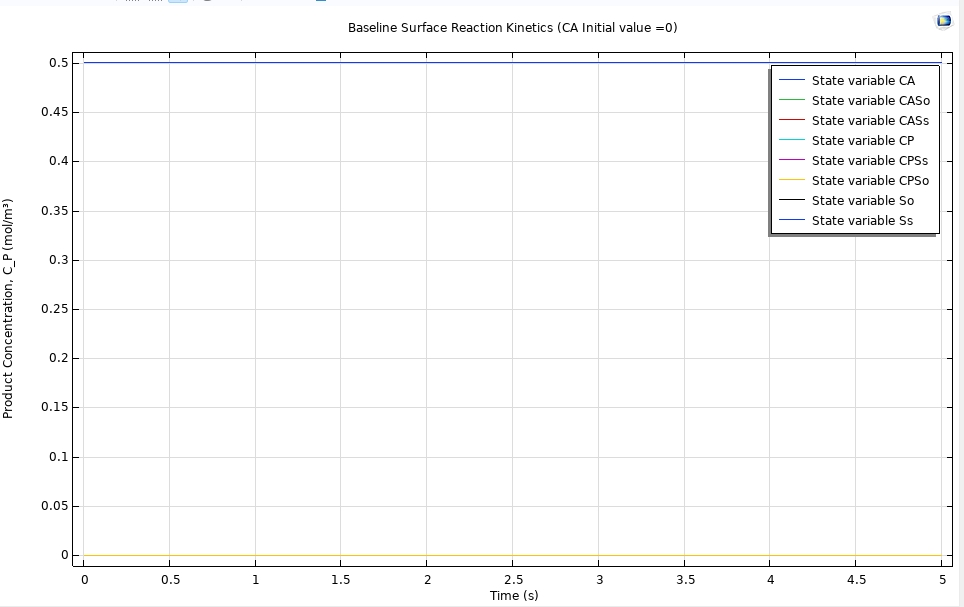 Baseline Surface Reaction Kinetics (CA Initial value =0)
0.5
0.45
0.4
0.35
0.3
0.25
0.2
0.15
0.1
0.05
0
Product Concentration, C_P (mol/m³)
State variable CA
State variable CASo
State variable CASs
State variable CP
State variable CPSs
State variable CPSo
State variable So
State variable Ss
0 0.5 1 1.5 2 2.5 3 3.5 4 4.5 5
Time (s)